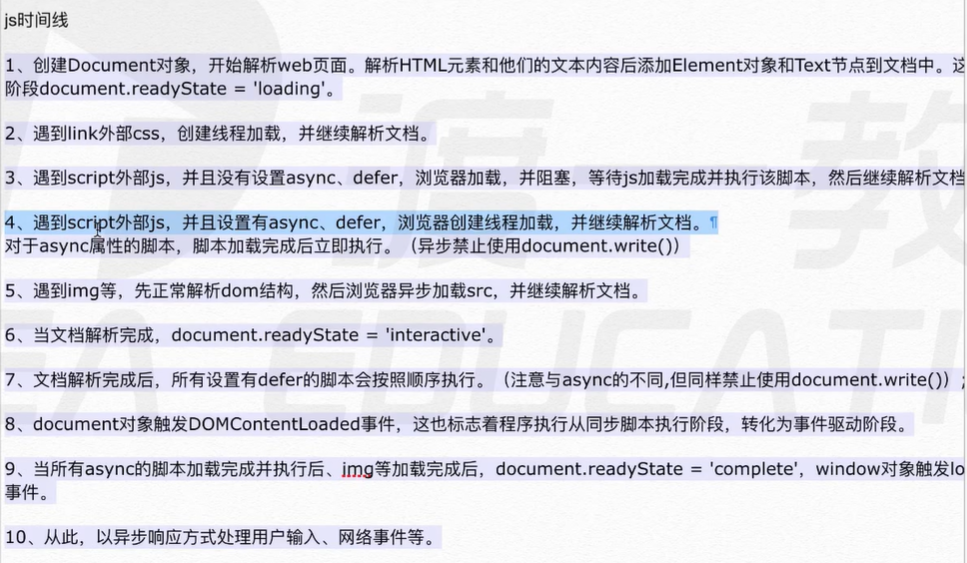 js时间线
1、创建Document对象，开始解析web页面。解析HTML元素和他们的文本内容后添加Element对象和Text节点到文档中。这
阶段document.readyState = 'loading'。
2、遇到link外部css，创建线程加载，并继续解析文档。
3、遇到script外部js，并且没有设置async、defer，浏览器加载，并阻塞，等待js加载完成并执行该脚本，然后继续解析文档
4、遇到script外部js，并且设置有async、defer，浏览器创建线程加载，并继续解析文档。
对于async属性的脚本，脚本加载完成后立即执行。（异步禁止使用document.write()）
5、遇到img等，先正常解析dom结构，然后浏览器异步加载src，并继续解析文档。
6、当文档解析完成，document.readyState = 'interactive'。
7、文档解析完成后，所有设置有defer的脚本会按照顺序执行。（注意与async的不同,但同样禁止使用document.write()）;
8、document对象触发DOMContentLoaded事件，这也标志着程序执行从同步脚本执行阶段，转化为事件驱动阶段。
9、当所有async的脚本加载完成并执行后、img等加载完成后，document.readyState = 'complete'，window对象触发lo
事件。
10、从此，以异步响应方式处理用户输入、网络事件等。
渡 教
EA EDUCATI